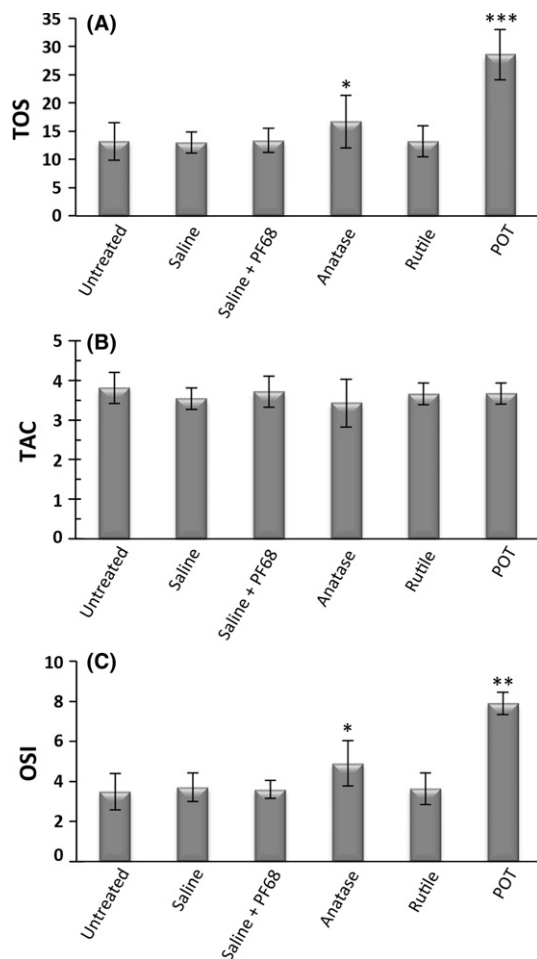 (A)
TOS
35
30
25
20
15
10
5
0
*
***
Untreated
Saline
Saline + PF68
Anatase
Rutile
POT
(B)
TAC
5
4
3
2
1
0
Untreated
Saline
Saline + PF68
Anatase
Rutile
POT
(C)
OSI
10
8
6
4
2
0
*
**
Untreated
Saline
Saline + PF68
Anatase
Rutile
POT